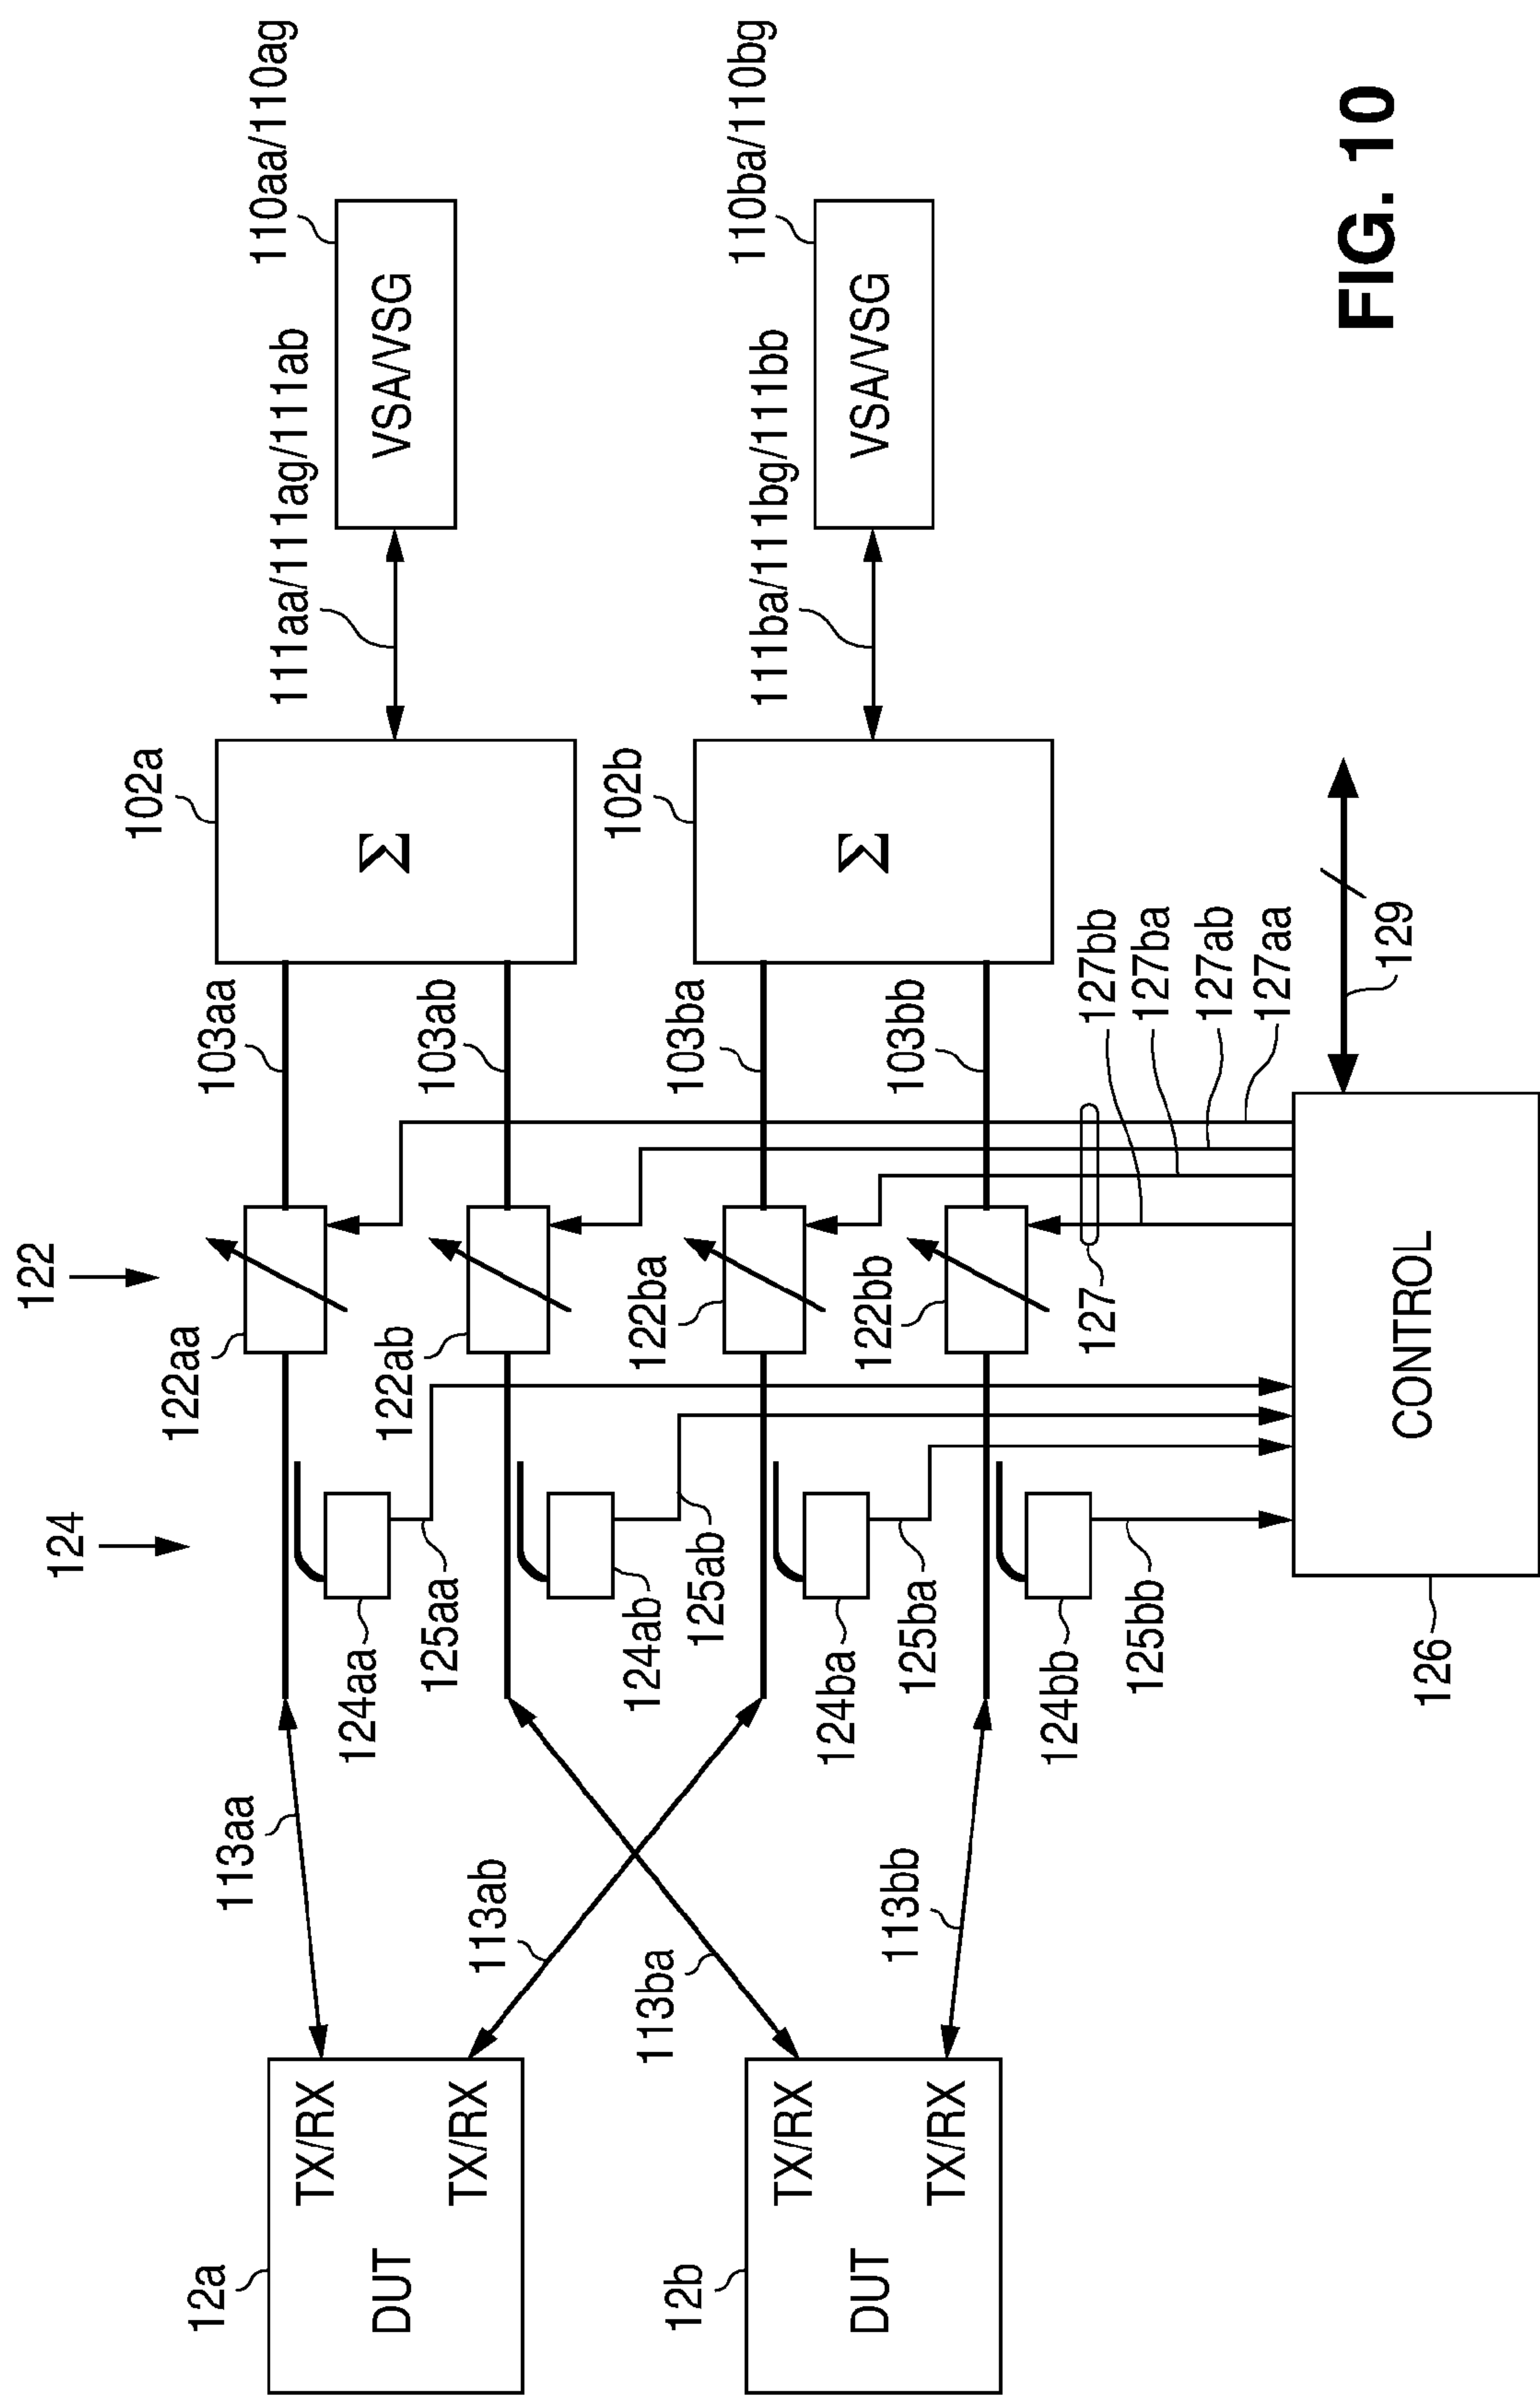 122
124
122aa
103aa
102a
111aa/111ag/111ab
110aa/110ag
113aa
12a
DUT
TX/RX
TX/RX
124aa
125aa
122ab
103ab
Σ
VSA/VSG
113ab
124ab
125ab
122ba
103ba
102b
111ba/111bg/111bb
110ba/110bg
113ba
12b
DUT
TX/RX
TX/RX
124ba
125ba
122bb
103bb
Σ
VSA/VSG
113bb
124bb
125bb
127
127bb
127ba
127ab
127aa
129
CONTROL
126
FIG. 10